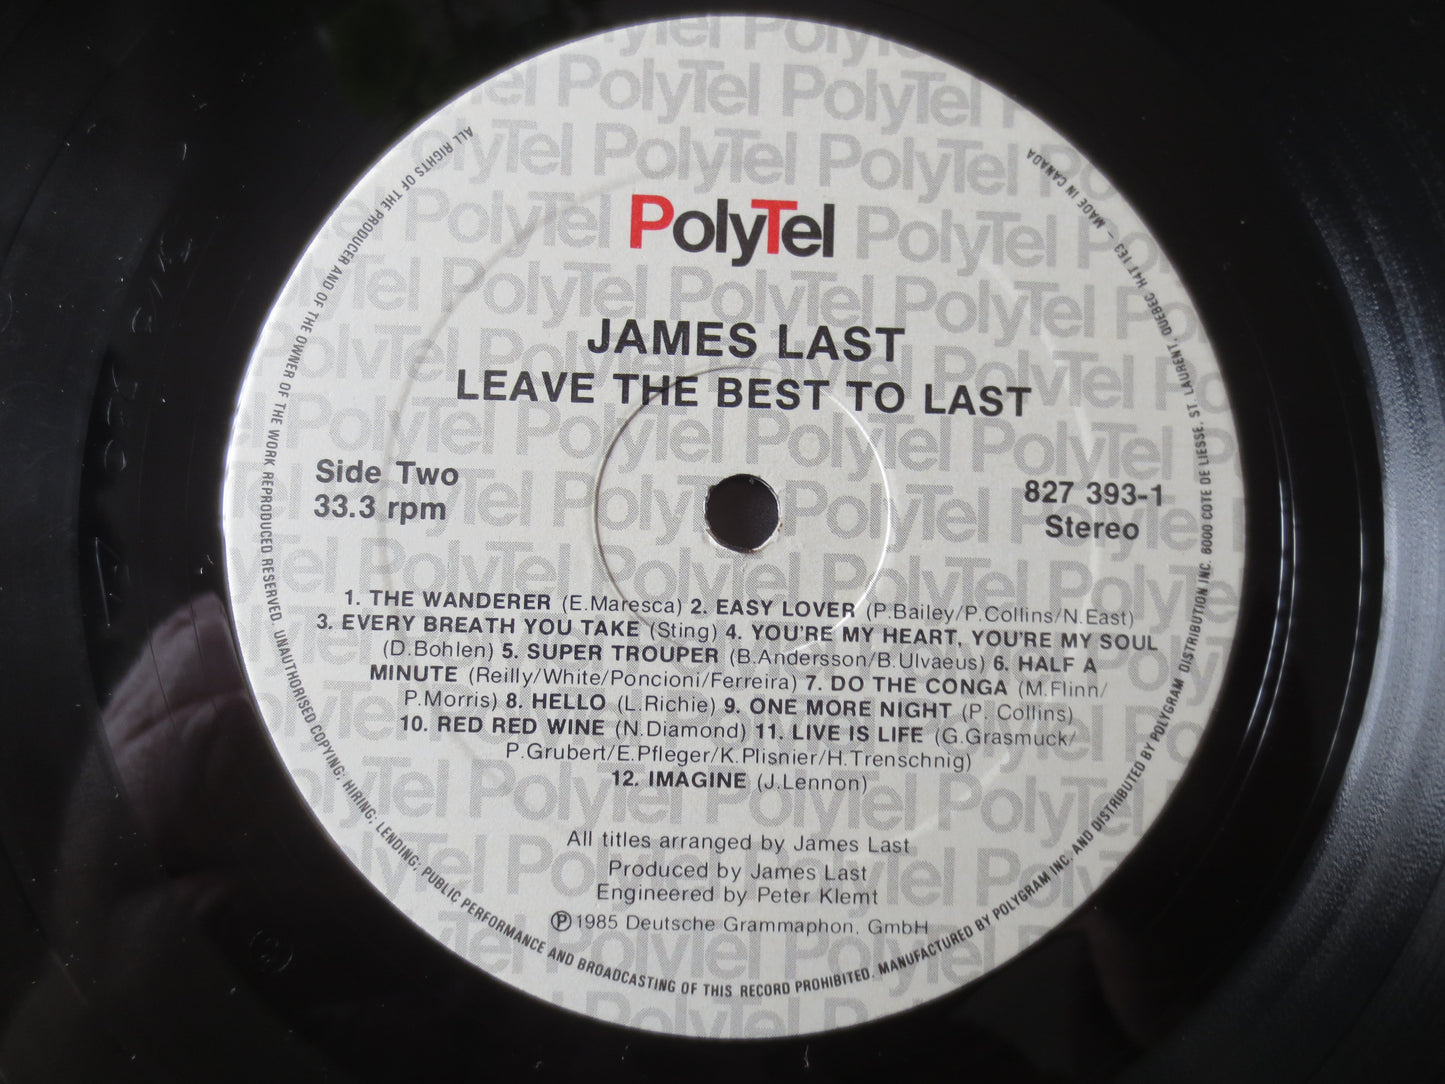 PolyTel
JAMES LAST
LEAVE THE BEST TO LAST
Side Two
33.3 rpm
827 393-1
Stereo
1. THE WANDERER (E.Maresca) 2. EASY LOVER (P.Bailey/P.Collins/N.East)
3. EVERY BREATH YOU TAKE (Sting) 4. YOU'RE MY HEART, YOU'RE MY SOUL
(D.Bohlen) 5. SUPER TROUPER (B.Andersson/B.Ulvaeus) 6. HALF A
MINUTE (Reilly/White/Poncioni/Ferreira) 7. DO THE CONGA (M.Flinn/
P.Morris) 8. HELLO (L.Richie) 9. ONE MORE NIGHT (P. Collins)
10. RED RED WINE (N.Diamond) 11. LIVE IS LIFE (G.Grasmuck/
P.Grubert/E.Pfleger/K.Plisnier/H.Trenschnig)
12. IMAGINE (J.Lennon)
All titles arranged by James Last
Produced by James Last
Engineered by Peter Klemt
Ⓟ1985 Deutsche Grammaphon, GmbH
ALL RIGHTS OF THE PRODUCER AND OF THE OWNER OF THE WORK REPRODUCED RESERVED. UNAUTHORISED COPYING; HIRING; LENDING; PUBLIC PERFORMANCE AND BROADCASTING OF THIS RECORD PROHIBITED. MANUFACTURED BY POLYGRAM INC. AND DISTRIBUTED BY POLYGRAM DISTRIBUTION INC. 6000 COTE DE LIESSE, ST. LAURENT, QUEBEC H4T 1E3 – MADE IN CANADA